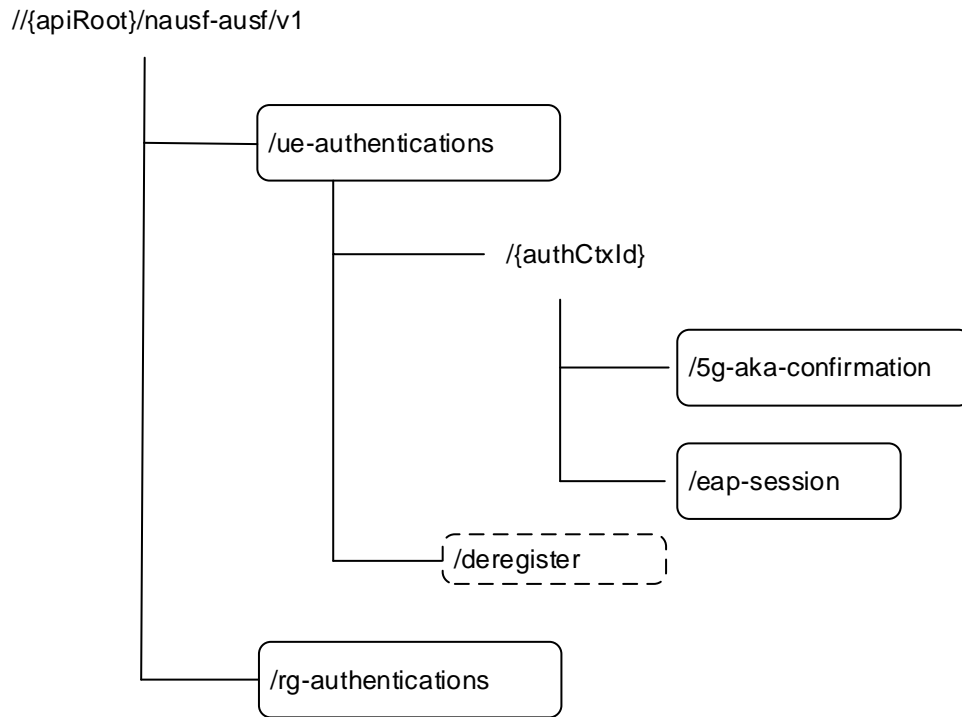 //{apiRoot}/nausf-ausf/v1
/ue-authentications
/{authCtxId}
/5g-aka-confirmation
/eap-session
/deregister
/rg-authentications